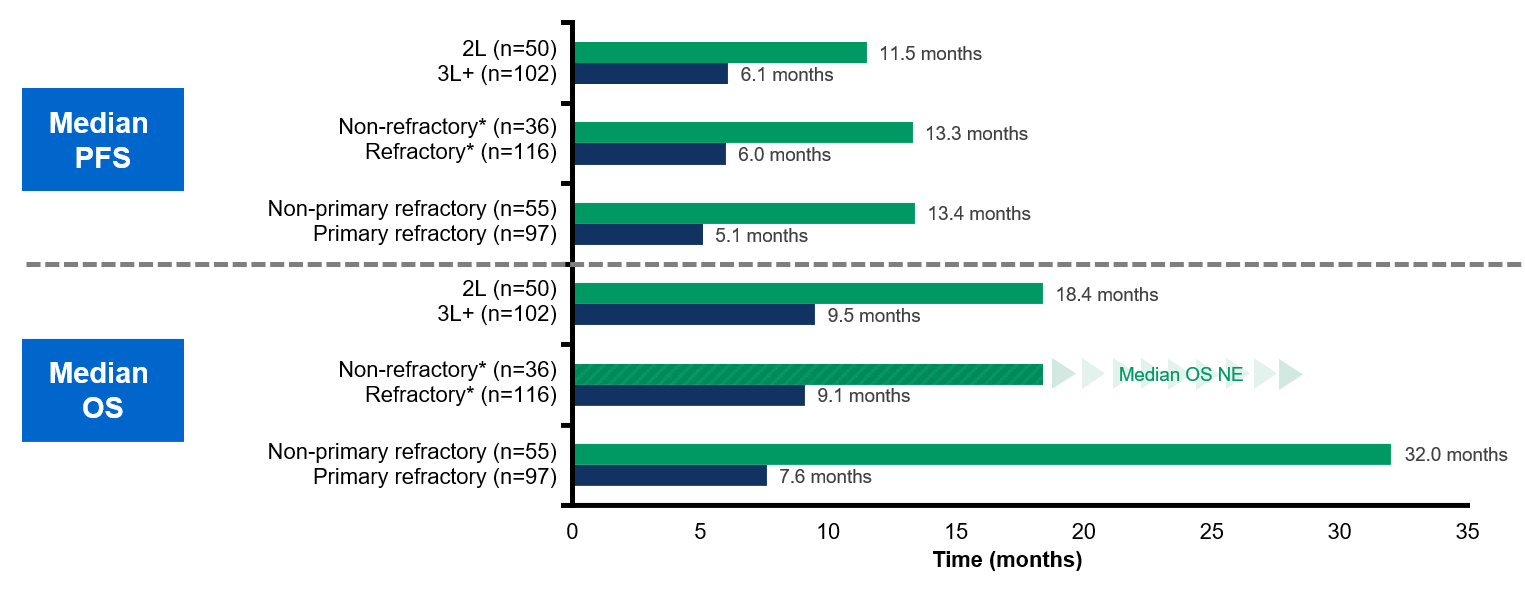 Median
PFS
2L (n=50)
11.5 months
3L+ (n=102)
6.1 months
Non-refractory* (n=36)
13.3 months
Refractory* (n=116)
6.0 months
Non-primary refractory (n=55)
13.4 months
Primary refractory (n=97)
5.1 months
Median
OS
2L (n=50)
18.4 months
3L+ (n=102)
9.5 months
Non-refractory* (n=36)
Median OS NE
Refractory* (n=116)
9.1 months
Non-primary refractory (n=55)
32.0 months
Primary refractory (n=97)
7.6 months
0 5 10 15 20 25 30 35
Time (months)